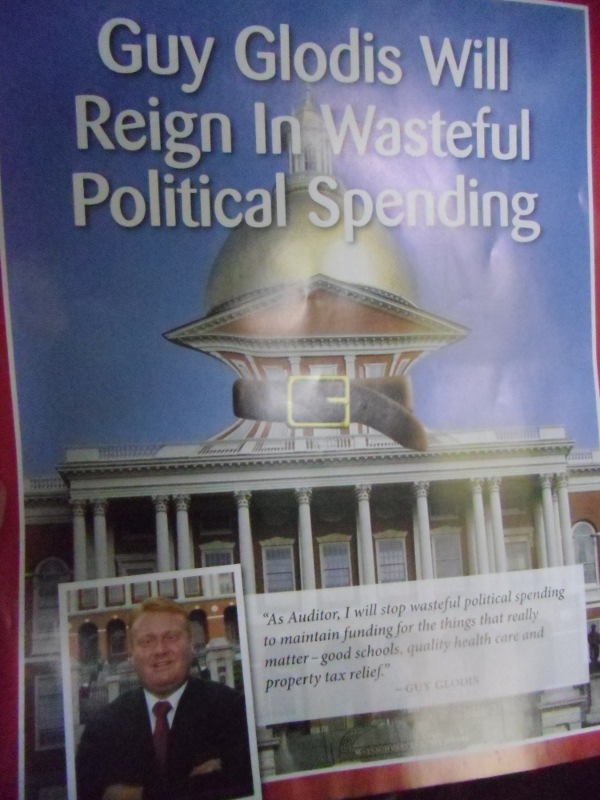 Guy Glodis Will
Reign In Wasteful
Political Spending
"As Auditor, I will stop wasteful political spending
to maintain funding for the things that really
matter – good schools, quality health care and
property tax relief."
– GUY GLODIS